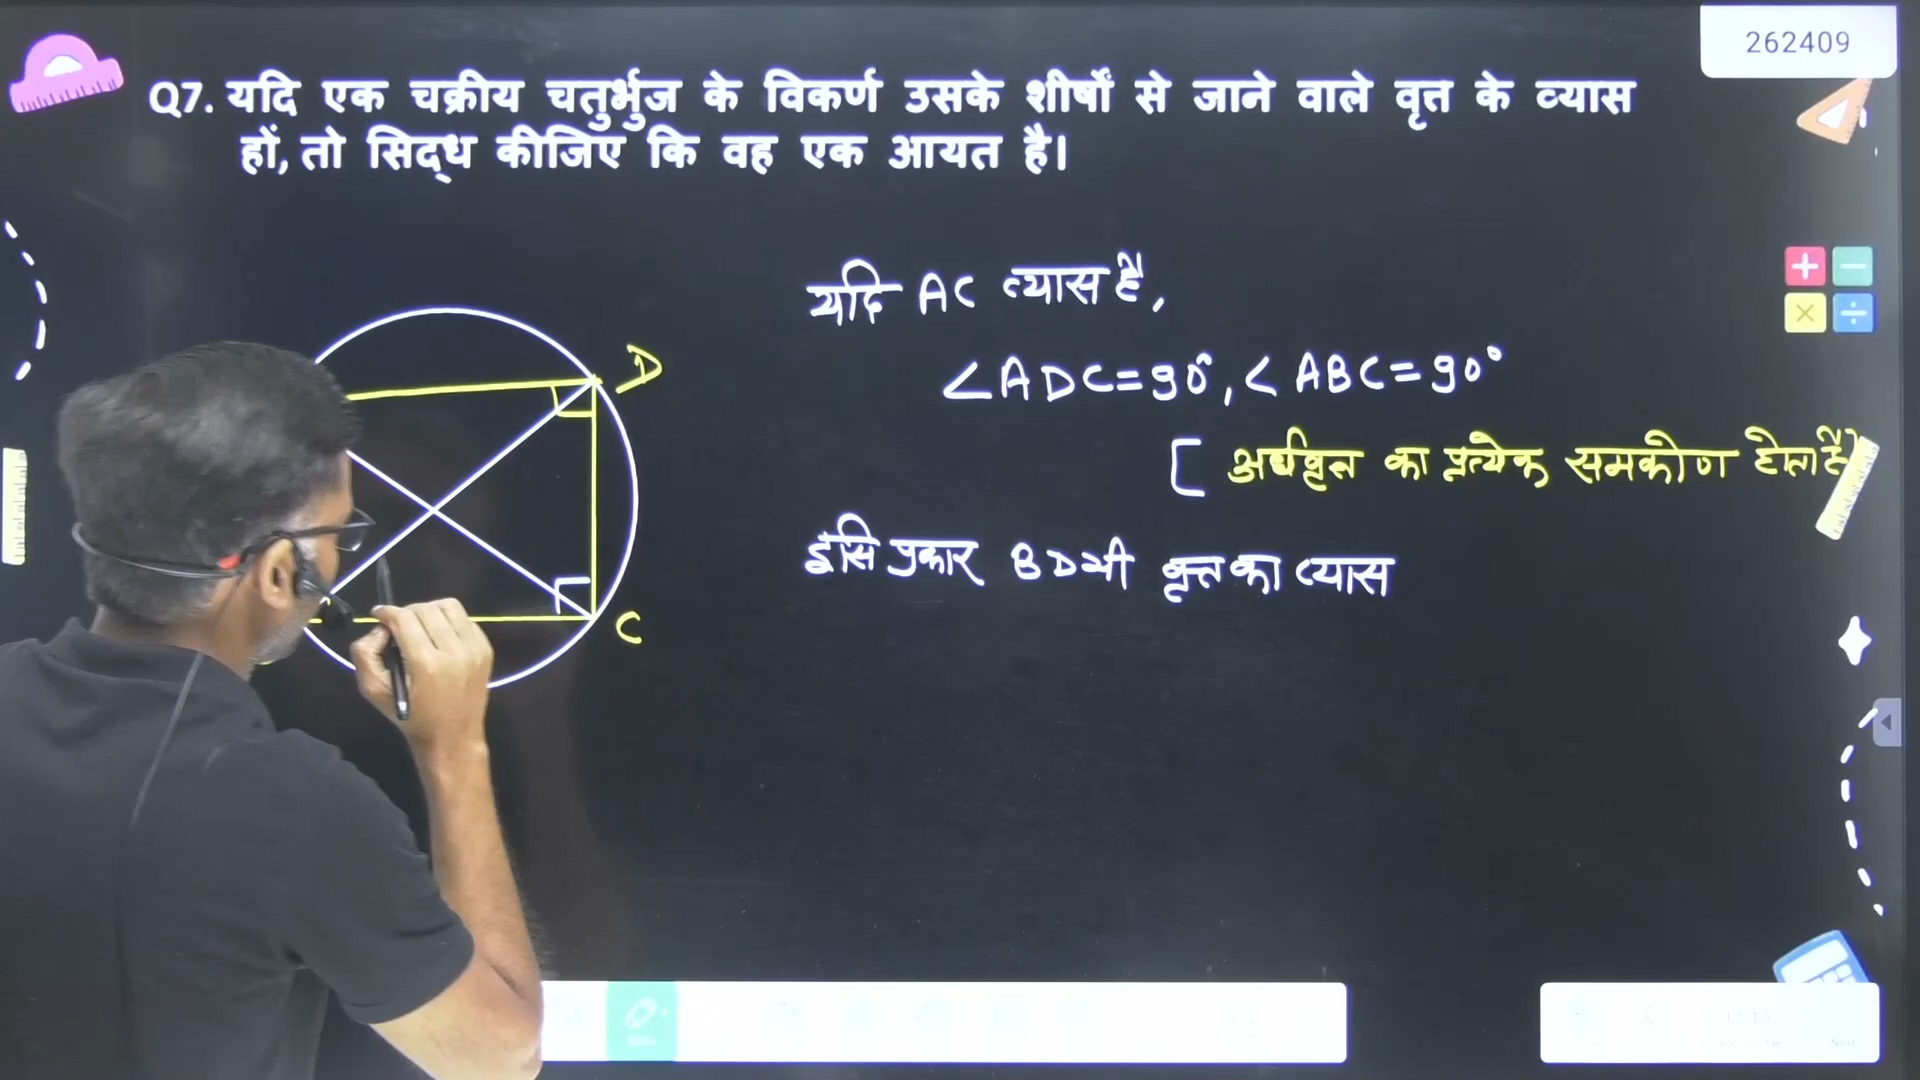 262409
Q7. यदि एक चक्रीय चतुर्भुज के विकर्ण उसके शीर्षों से जाने वाले वृत्त के व्यास
हों, तो सिद्ध कीजिए कि वह एक आयत है।
यदि AC व्यास है,
∠ADC=90°, ∠ABC=90°
[ अर्धवृत्त का प्रत्येक समकोण होता है]
इसि प्रकार BD भी वृत्त का व्यास
D
C